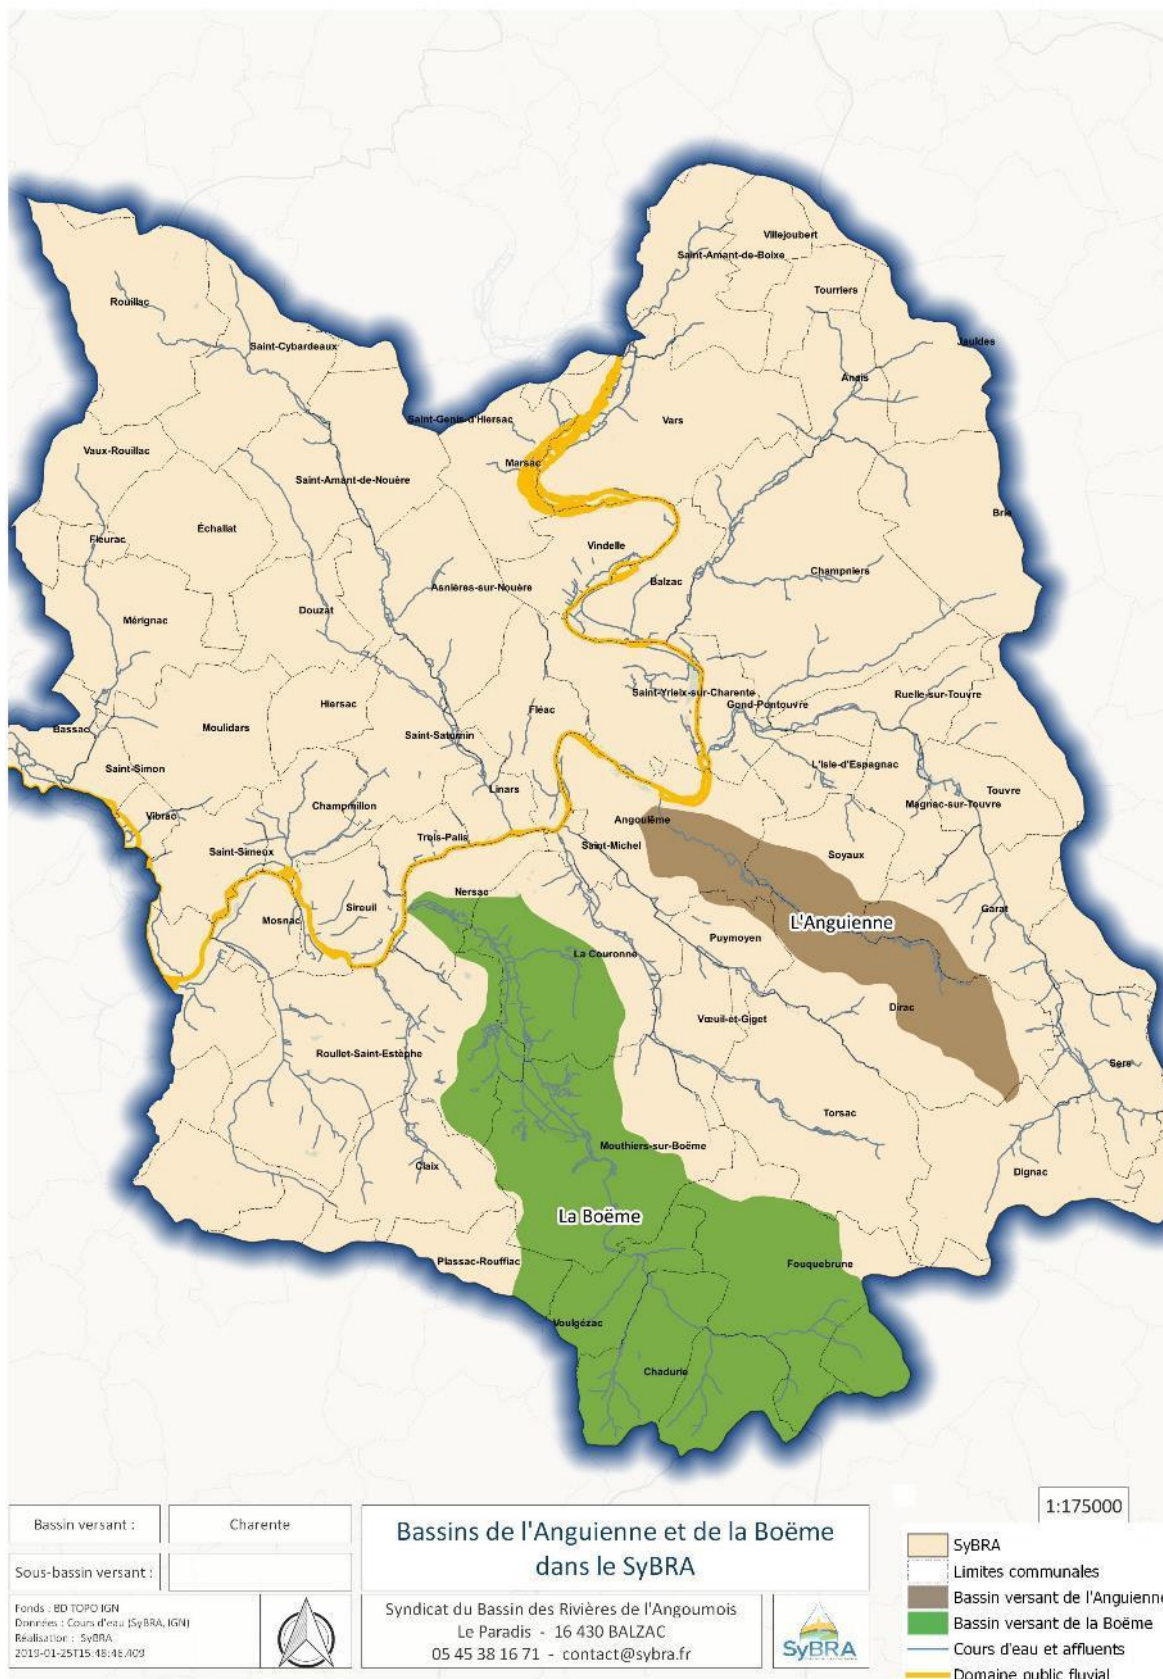 Villejoubert
Saint-Amant-de-Boixe
Tourriers
Rouillac
Jauldes
Saint-Cybardeaux
Anais
Saint-Genis-d'Hiersac
Vars
Vaux-Rouillac
Marsac
Saint-Amant-de-Nouère
Brie
Échallat
Fleurac
Vindelle
Champniers
Balzac
Asnières-sur-Nouère
Douzat
Mérignac
Saint-Yrieix-sur-Charente
Ruelle-sur-Touvre
Hiersac
Gond-Pontouvre
Fléac
Moulidars
Bassac
Saint-Saturnin
L'Isle-d'Espagnac
Saint-Simon
Linars
Touvre
Champmillon
Magnac-sur-Touvre
Vibrac
Angoulême
Trois-Palis
Saint-Michel
Saint-Simeux
Soyaux
Nersac
Sireuil
Garat
Mosnac
L'Anguienne
Puymoyen
La Couronne
Dirac
Vœuil-et-Giget
Roullet-Saint-Estèphe
Sers
Torsac
Mouthiers-sur-Boëme
Claix
Dignac
La Boëme
Plassac-Rouffiac
Fouquebrune
Voulgézac
Chadurie
1:175000
Bassin versant :
Charente
Sous-bassin versant :
Bassins de l'Anguienne et de la Boëme
dans le SyBRA
Fonds : BD TOPO IGN
Données : Cours d'eau (SyBRA, IGN)
Réalisation : SyBRA
2019-01-25T15:48:46.409
Syndicat du Bassin des Rivières de l'Angoumois
Le Paradis - 16 430 BALZAC
05 45 38 16 71 - contact@sybra.fr
SyBRA
SyBRA
Limites communales
Bassin versant de l'Anguienne
Bassin versant de la Boëme
Cours d'eau et affluents
Domaine public fluvial